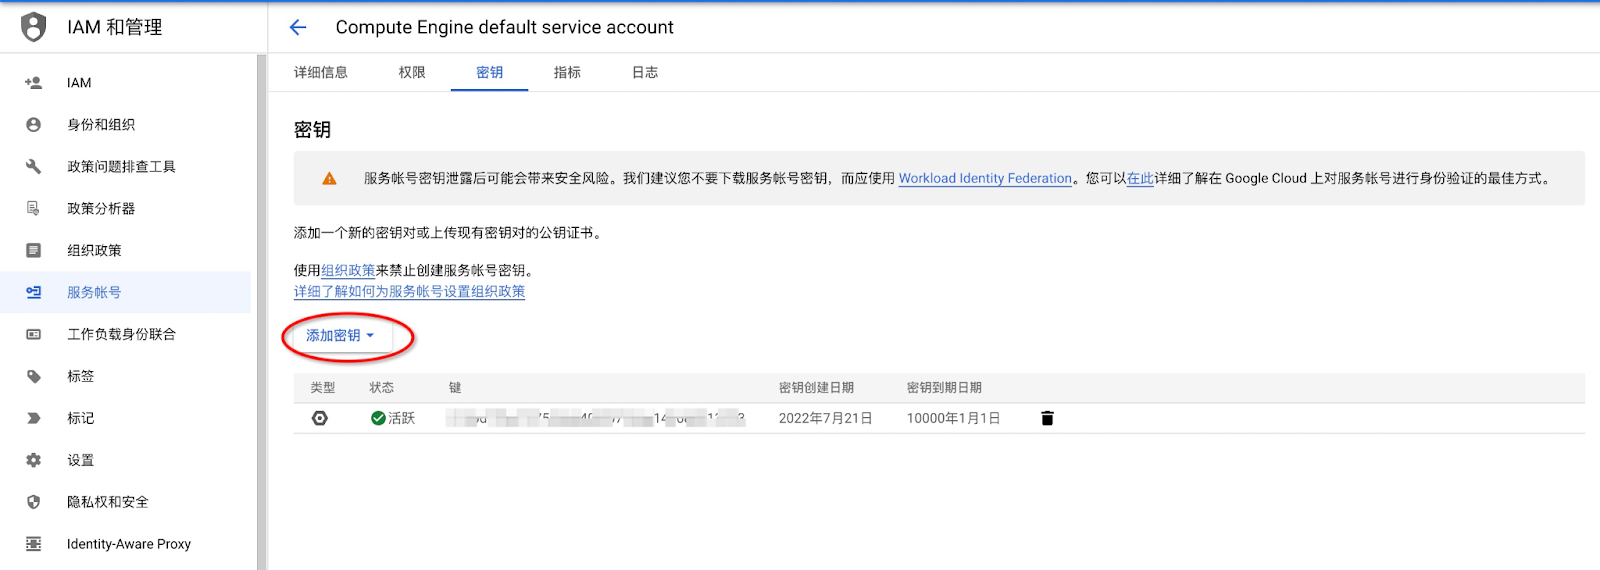 IAM 和管理
Compute Engine default service account
详细信息
权限
密钥
指标
日志
IAM
身份和组织
政策问题排查工具
政策分析器
组织政策
服务帐号
工作负载身份联合
标签
标记
设置
隐私权和安全
Identity-Aware Proxy
密钥
服务帐号密钥泄露后可能会带来安全风险。我们建议您不要下载服务帐号密钥，而应使用 Workload Identity Federation。您可以在此详细了解在 Google Cloud 上对服务帐号进行身份验证的最佳方式。
添加一个新的密钥对或上传现有密钥对的公钥证书。
使用组织政策来禁止创建服务帐号密钥。
详细了解如何为服务帐号设置组织政策
添加密钥
类型 状态 键 密钥创建日期 密钥到期日期
活跃 2022年7月21日 10000年1月1日